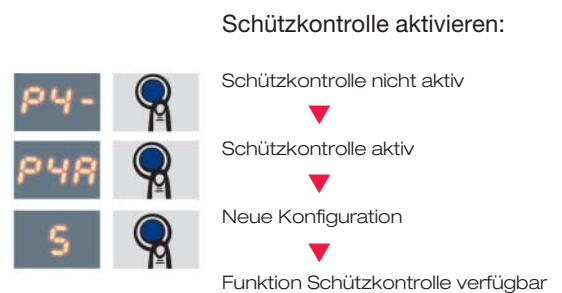 Schützkontrolle aktivieren:
P4-
Schützkontrolle nicht aktiv
P4A
Schützkontrolle aktiv
S
Neue Konfiguration
Funktion Schützkontrolle verfügbar